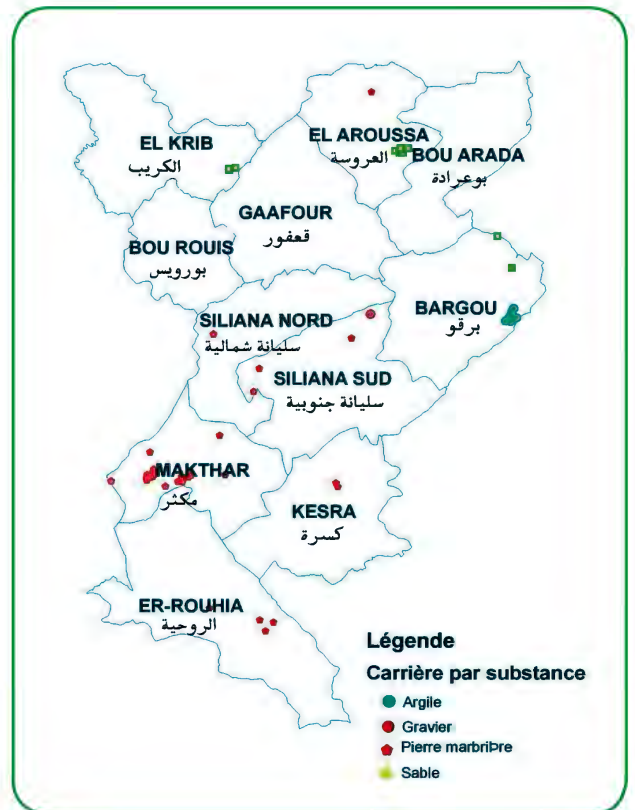 EL KRIB
الكريب
EL AROUSSA
العروسة
BOU ARADA
بوعرادة
GAAFOUR
قعفور
BOU ROUIS
بورويس
BARGOU
برقو
SILIANA NORD
سليانة شمالية
SILIANA SUD
سليانة جنوبية
MAKTHAR
مكثر
KESRA
كسرة
ER-ROUHIA
الروحية
Légende
Carrière par substance
Argile
Gravier
Pierre marbriÞre
Sable